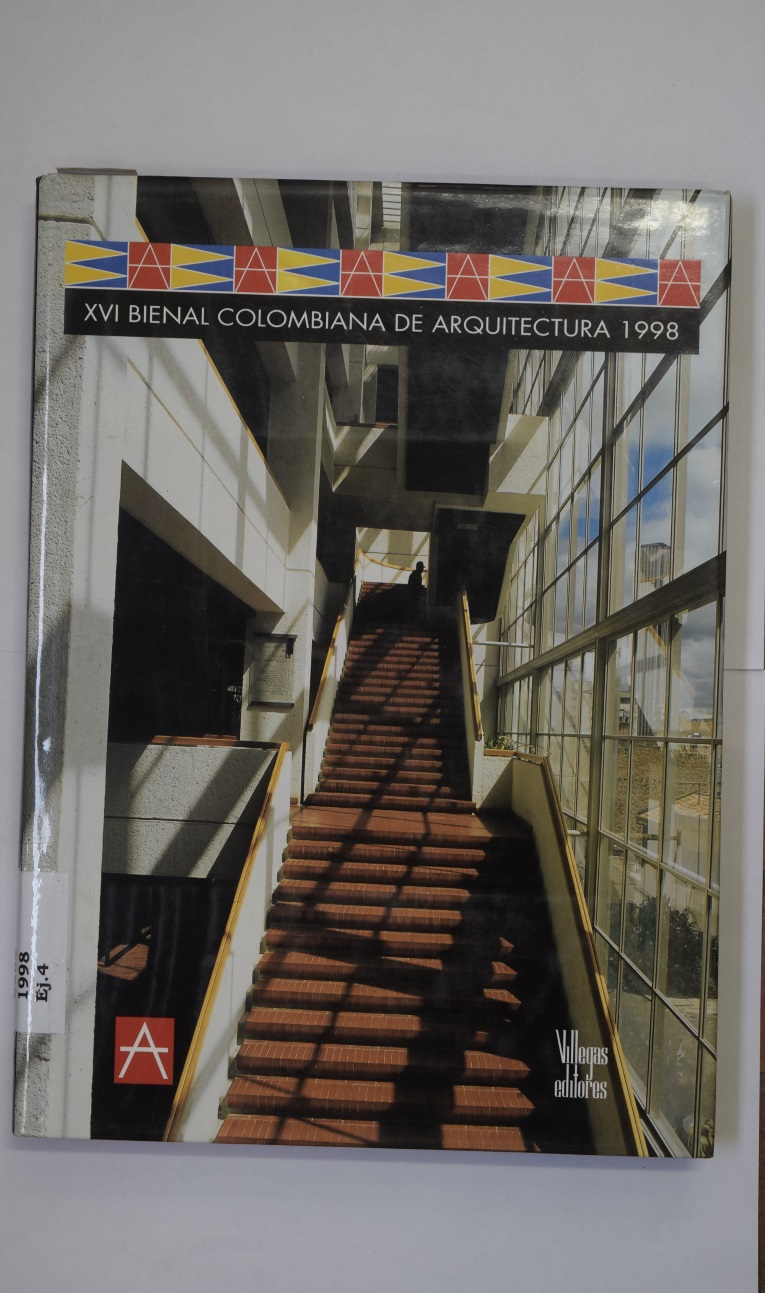 XVI BIENAL COLOMBIANA DE ARQUITECTURA 1998
1998
Ej.4
A
Villegas
editores